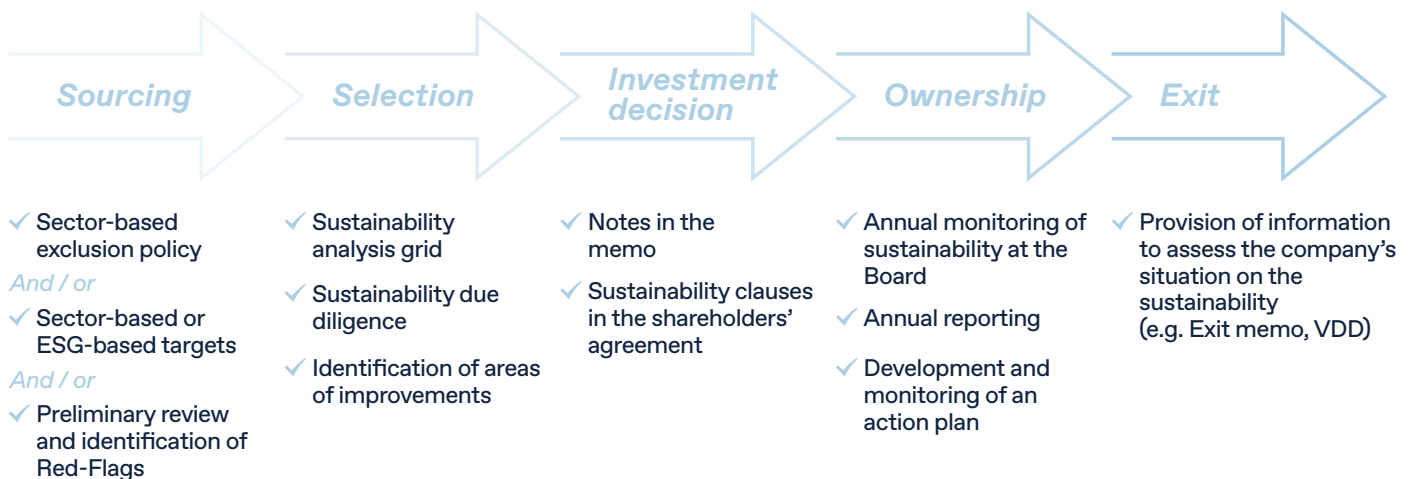 Sourcing
Selection
Investment
decision
Ownership
Exit
Sector-based
exclusion policy
And / or
Sector-based or
ESG-based targets
And / or
Preliminary review
and identification of
Red-Flags
Sustainability
analysis grid
Sustainability due
diligence
Identification of areas
of improvements
Notes in the
memo
Sustainability clauses
in the shareholders’
agreement
Annual monitoring of
sustainability at the
Board
Annual reporting
Development and
monitoring of an
action plan
Provision of information
to assess the company’s
situation on the
sustainability
(e.g. Exit memo, VDD)